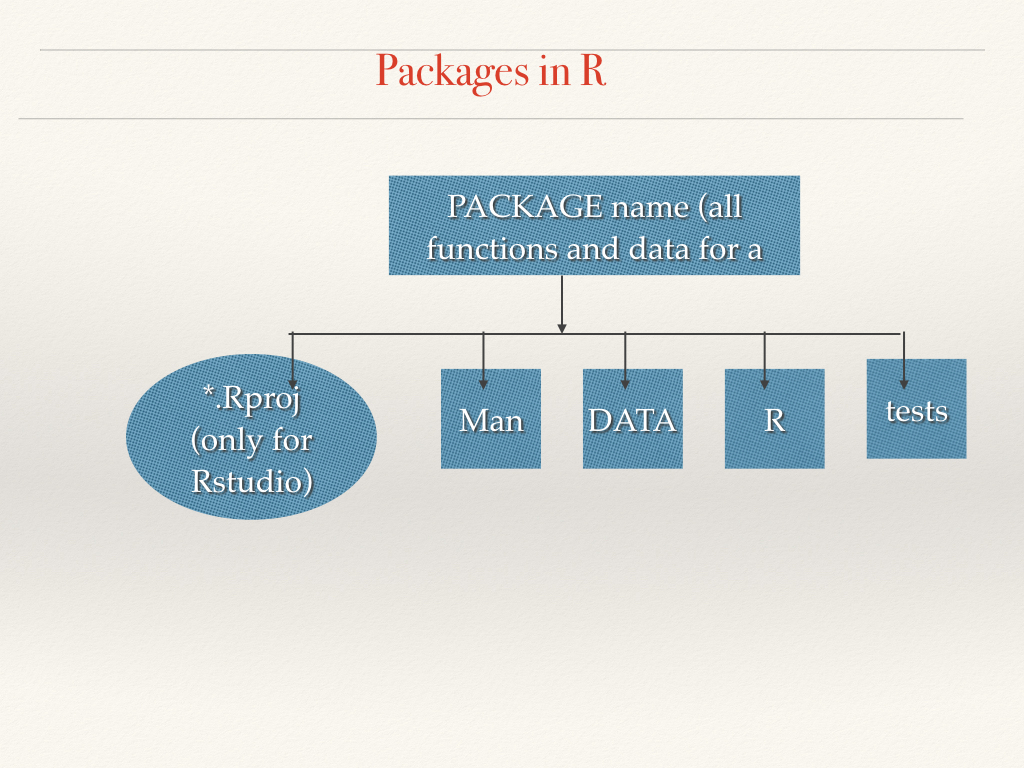 Packages in R
PACKAGE name (all
functions and data for a
*.Rproj
(only for
Rstudio)
Man
DATA
R
tests